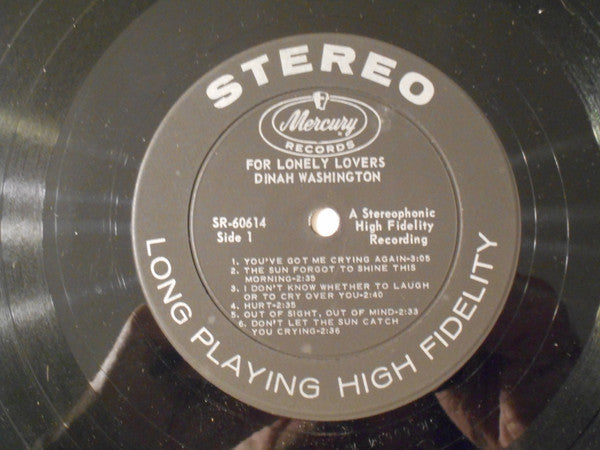 STEREO
Mercury
RECORDS
FOR LONELY LOVERS
DINAH WASHINGTON
SR-60614
Side 1
A Stereophonic
High Fidelity
Recording
1. YOU'VE GOT ME CRYING AGAIN-3:05
2. THE SUN FORGOT TO SHINE THIS
MORNING-2:35
3. I DON'T KNOW WHETHER TO LAUGH
OR TO CRY OVER YOU-2:40
4. HURT-2:35
5. OUT OF SIGHT, OUT OF MIND-2:33
6. DON'T LET THE SUN CATCH
YOU CRYING-2:36
LONG PLAYING HIGH FIDELITY